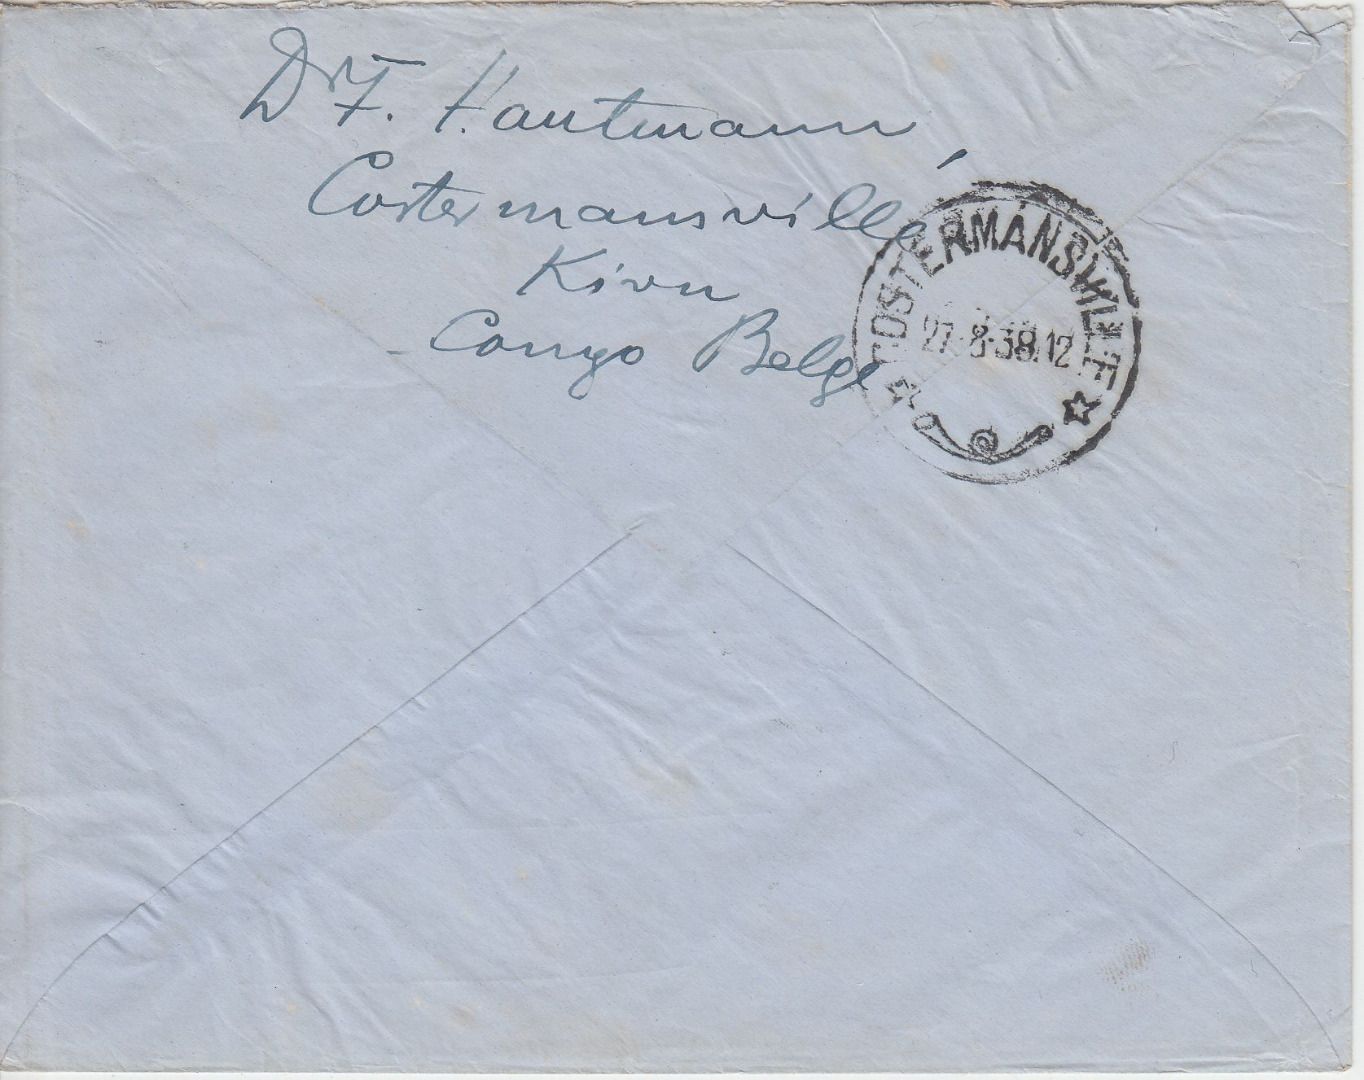 Dr F. Hautmann,
Costermansville
Kivu
- Congo Belge
COSTERMANSVILLE
27-8-38.12